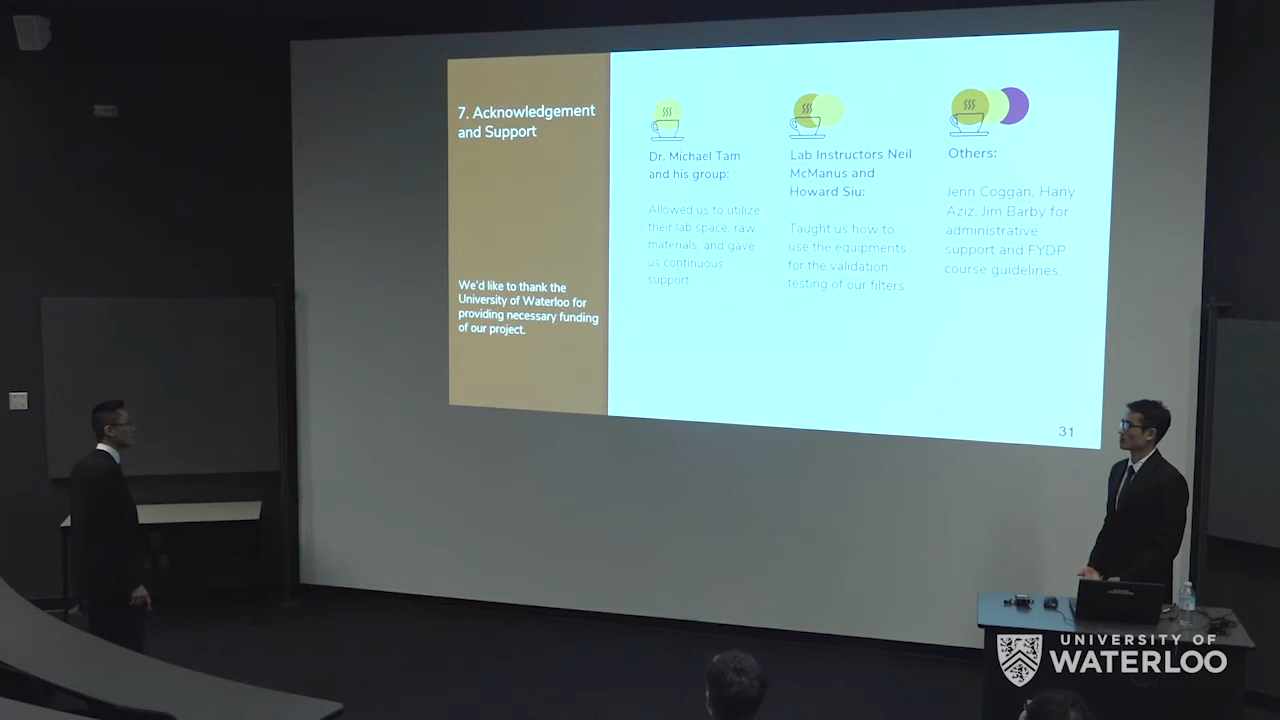 7. Acknowledgement
and Support
We'd like to thank the
University of Waterloo for
providing necessary funding
of our project.
Dr. Michael Tam
and his group:
Allowed us to utilize
their lab space, raw
materials, and gave
us continuous
support.
Lab Instructors Neil
McManus and
Howard Siu:
Taught us how to
use the equipments
for the validation
testing of our filters.
Others:
Jenn Coggan, Hany
Aziz, Jim Barby for
administrative
support and FYDP
course guidelines.
31
UNIVERSITY OF
WATERLOO